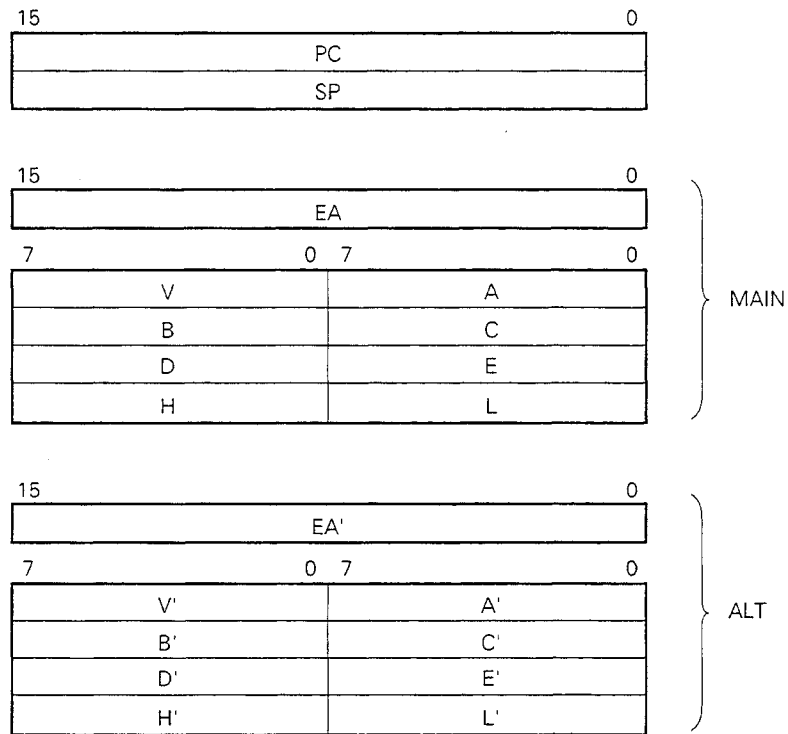 15 0
PC
SP
15 0
EA
7 0 7 0
V A
B C
D E
H L
MAIN
15 0
EA'
7 0 7 0
V' A'
B' C'
D' E'
H' L'
ALT